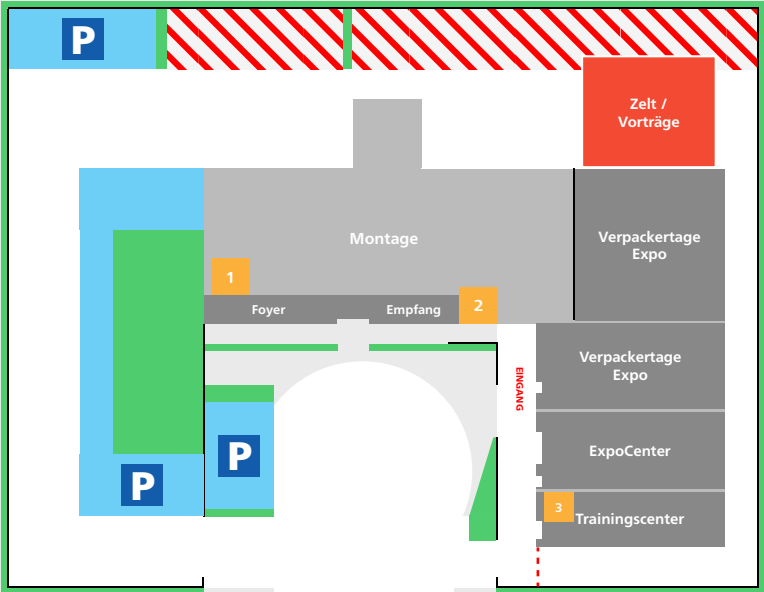 P
Zelt /
Vorträge
Montage
Verpackertage
Expo
1
Foyer
Empfang
2
Verpackertage
Expo
EINGANG
P
ExpoCenter
P
3
Trainingscenter